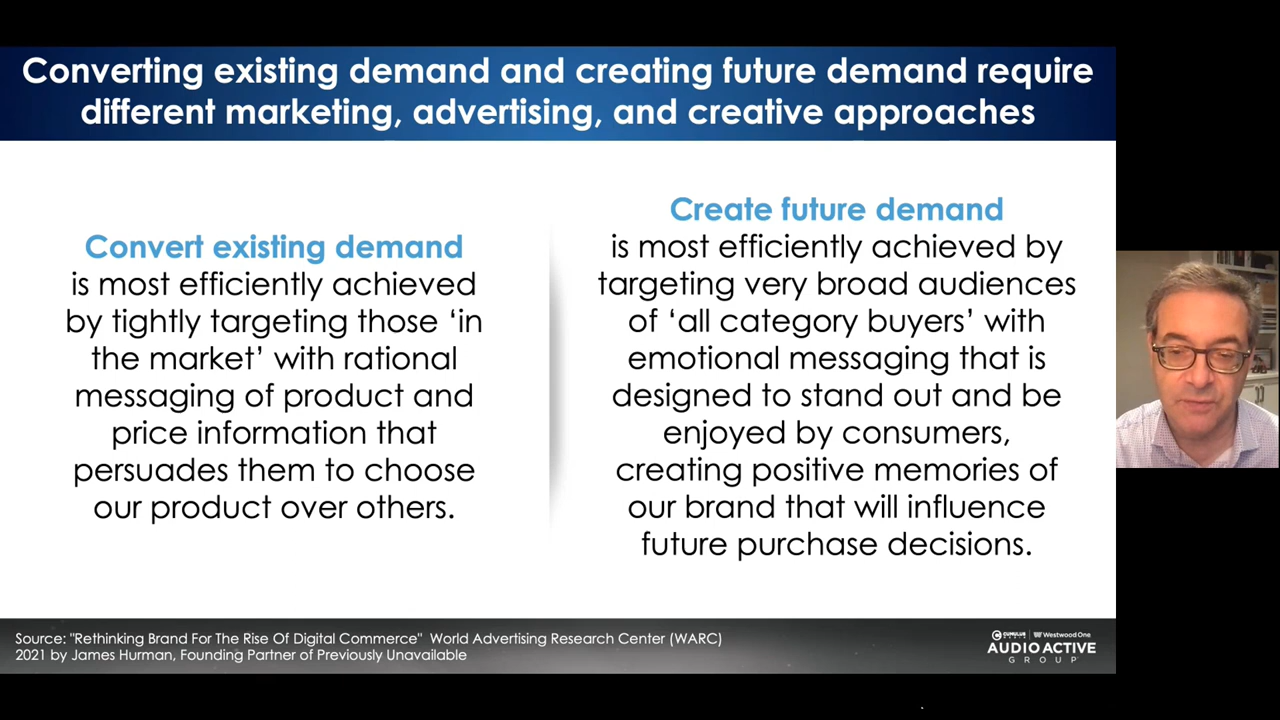 Converting existing demand and creating future demand require
different marketing, advertising, and creative approaches
Convert existing demand
is most efficiently achieved
by tightly targeting those ‘in
the market’ with rational
messaging of product and
price information that
persuades them to choose
our product over others.
Create future demand
is most efficiently achieved by
targeting very broad audiences
of ‘all category buyers’ with
emotional messaging that is
designed to stand out and be
enjoyed by consumers,
creating positive memories of
our brand that will influence
future purchase decisions.
Source: "Rethinking Brand For The Rise Of Digital Commerce" World Advertising Research Center (WARC)
2021 by James Hurman, Founding Partner of Previously Unavailable
CUMULUS MEDIA | Westwood One
AUDIO ACTIVE
GROUP